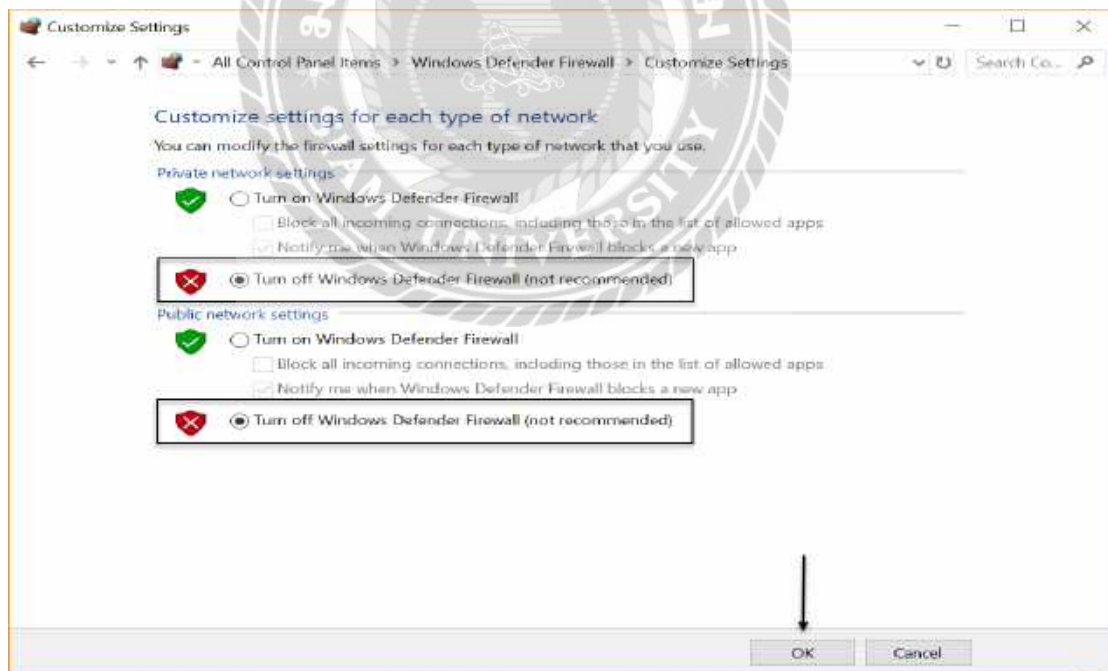 Customize Settings
All Control Panel Items > Windows Defender Firewall > Customize Settings Search Co...
Customize settings for each type of network
You can modify the firewall settings for each type of network that you use.
Private network settings
Turn on Windows Defender Firewall
Block all incoming connections, including those in the list of allowed apps
Notify me when Windows Defender Firewall blocks a new app
Turn off Windows Defender Firewall (not recommended)
Public network settings
Turn on Windows Defender Firewall
Block all incoming connections, including those in the list of allowed apps
Notify me when Windows Defender Firewall blocks a new app
Turn off Windows Defender Firewall (not recommended)
OK Cancel
SIAM UNIVERSITY